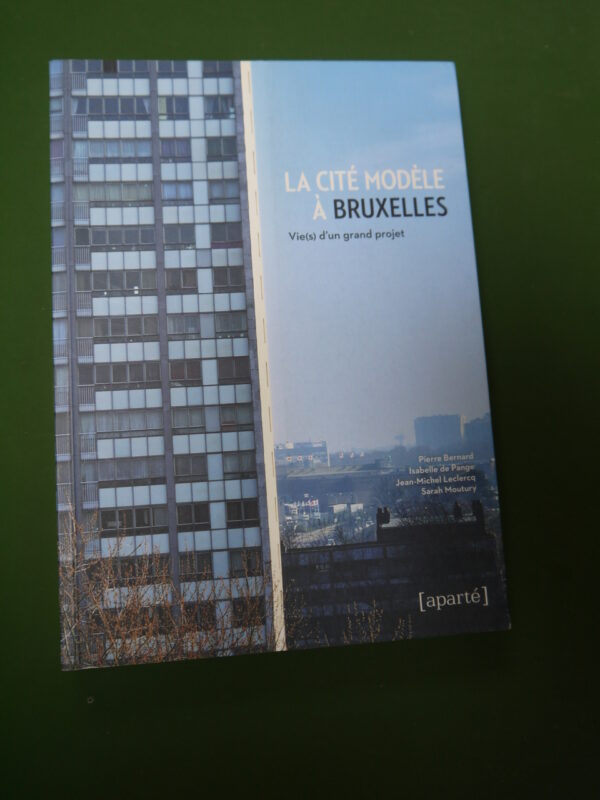 LA CITÉ MODÈLE
À BRUXELLES
Vie(s) d'un grand projet
Pierre Bernard
Isabelle de Pange
Jean-Michel Leclercq
Sarah Moutury
[aparté]